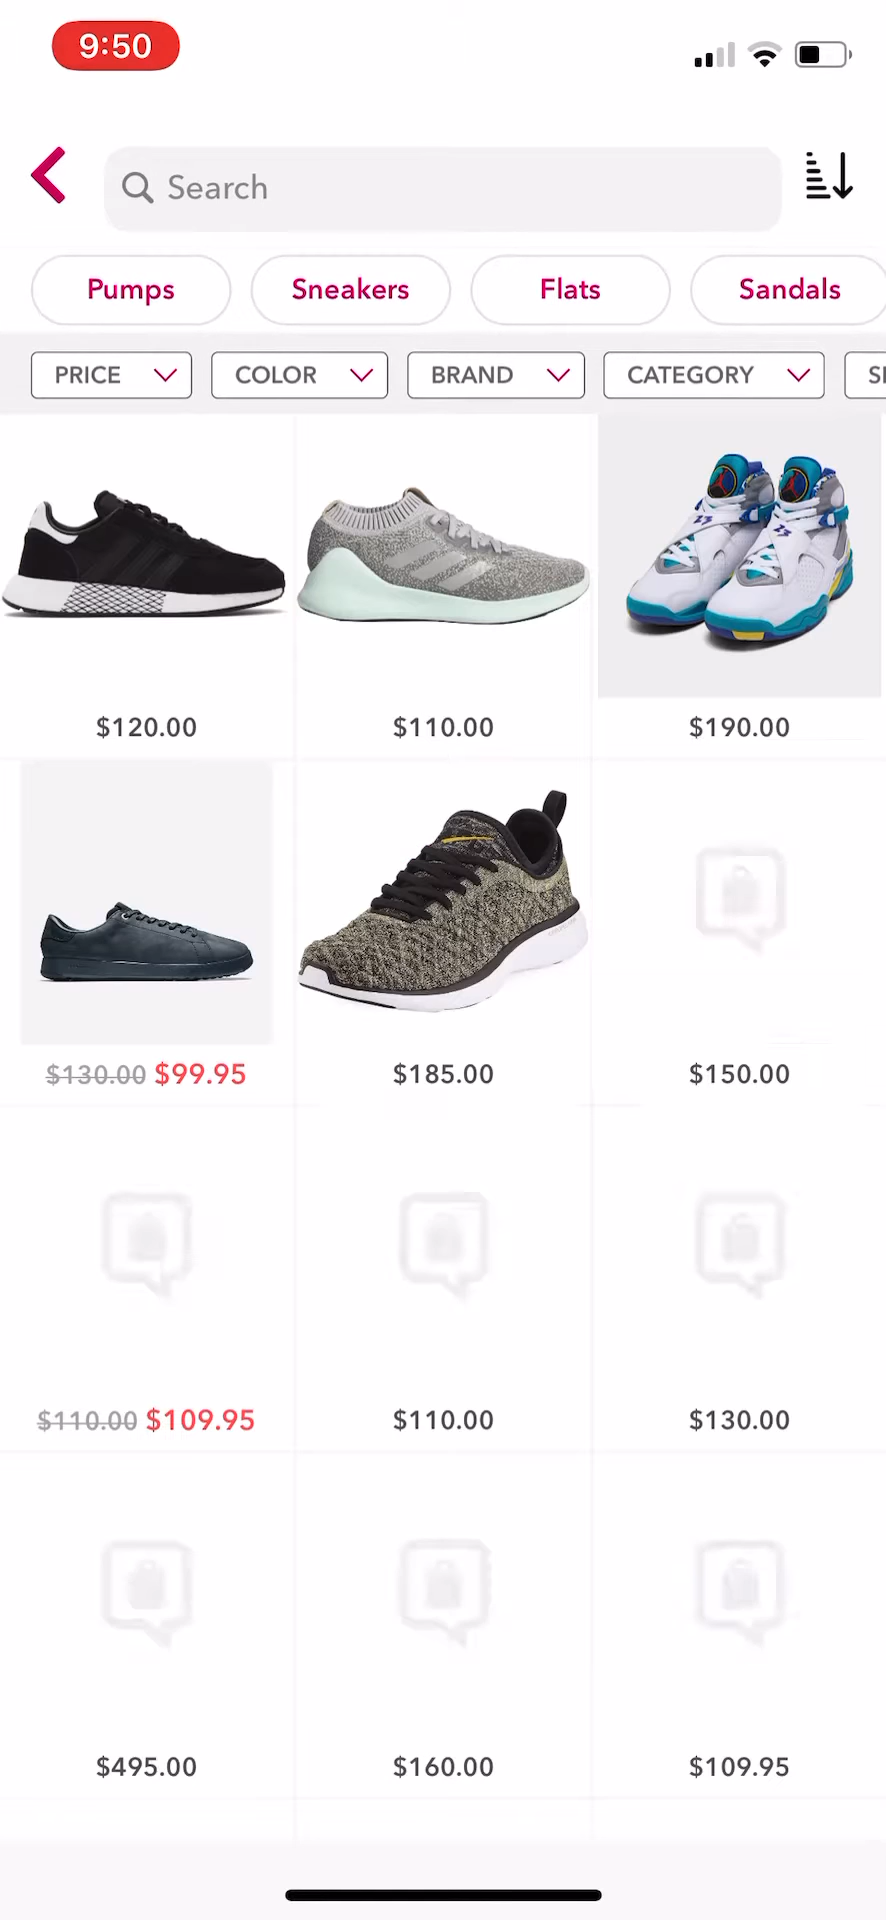 9:50
Search
Pumps Sneakers Flats Sandals
PRICE COLOR BRAND CATEGORY
$120.00 $110.00 $190.00
$130.00 $99.95 $185.00 $150.00
$110.00 $109.95 $110.00 $130.00
$495.00 $160.00 $109.95